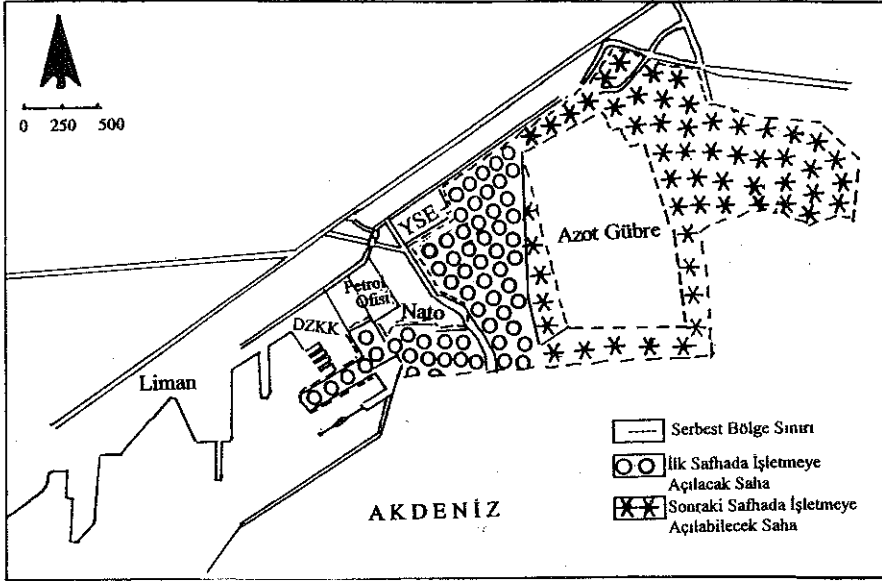 0 250 500
YSE
Azot Gübre
Petrol
Ofisi
Nato
DZKK
Liman
AKDENİZ
Serbest Bölge Sınırı
İlk Safhada İşletmeye
Açılacak Saha
Sonraki Safhada İşletmeye
Açılabilecek Saha